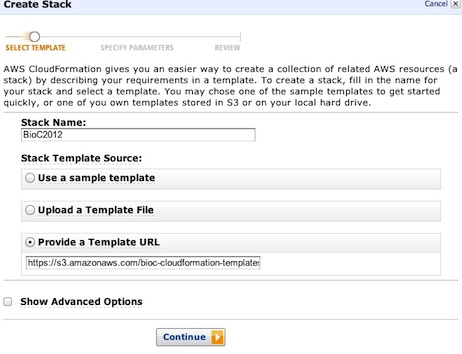 Create Stack
Cancel
SELECT TEMPLATE SPECIFY PARAMETERS REVIEW
AWS CloudFormation gives you an easier way to create a collection of related AWS resources (a
stack) by describing your requirements in a template. To create a stack, fill in the name for
your stack and select a template. You may chose one of the sample templates to get started
quickly, or one of you own templates stored in S3 or on your local hard drive.
Stack Name:
BioC2012
Stack Template Source:
Use a sample template
Upload a Template File
Provide a Template URL
https://s3.amazonaws.com/bioc-cloudformation-templates
Show Advanced Options
Continue